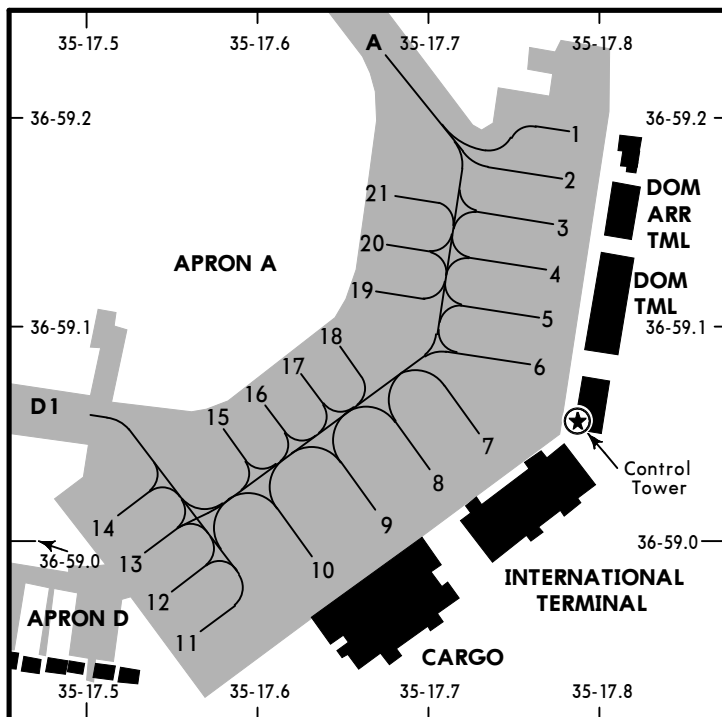 35-17.5
35-17.6
A
35-17.7
35-17.8
36-59.2
36-59.2
1
2
21
3
DOM
ARR
TML
20
4
APRON A
19
5
DOM
TML
36-59.1
36-59.1
18
17
6
16
D1
15
7
8
Control
Tower
9
14
13
10
36-59.0
36-59.0
12
INTERNATIONAL
TERMINAL
APRON D
11
CARGO
35-17.5
35-17.6
35-17.7
35-17.8